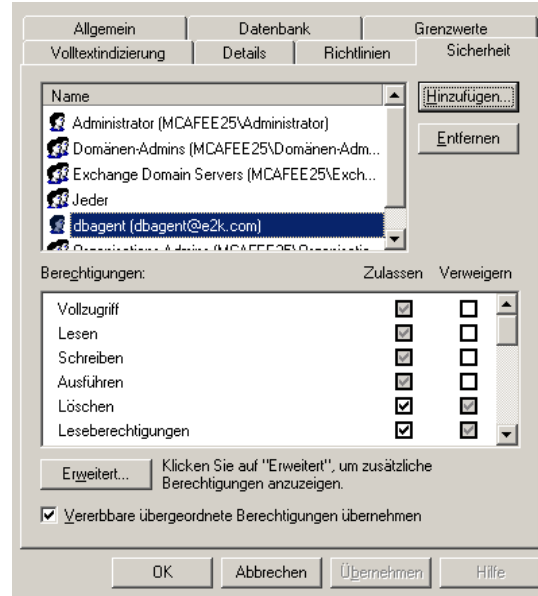 Allgemein Datenbank Grenzwerte
Volltextindizierung Details Richtlinien Sicherheit
Name
Hinzufügen...
Administrator (MCAFEE25\Administrator)
Entfernen
Domänen-Admins (MCAFEE25\Domänen-Adm...
Exchange Domain Servers (MCAFEE25\Exch...
Jeder
dbagent (dbagent@e2k.com)
Berechtigungen: Zulassen Verweigern
Vollzugriff
Lesen
Schreiben
Ausführen
Löschen
Leseberechtigungen
Erweitert... Klicken Sie auf "Erweitert", um zusätzliche
Berechtigungen anzuzeigen.
Vererbbare übergeordnete Berechtigungen übernehmen
OK Abbrechen Übernehmen Hilfe